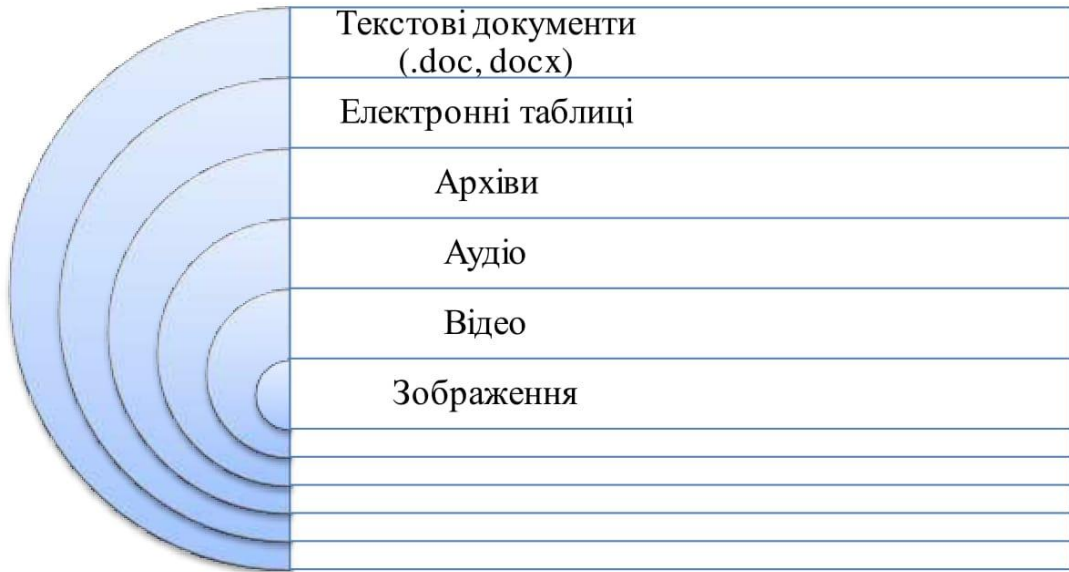 Текстові документи
(.doc, docx)
Електронні таблиці
Архіви
Аудіо
Відео
Зображення